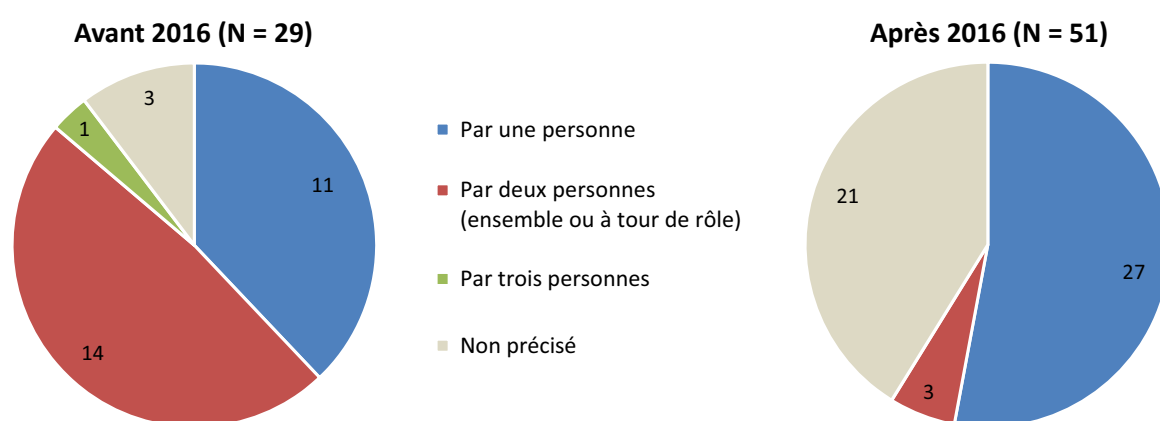 Avant 2016 (N = 29)
3
1
11
14
Par une personne
Par deux personnes
(ensemble ou à tour de rôle)
Par trois personnes
Non précisé
Après 2016 (N = 51)
21
27
3